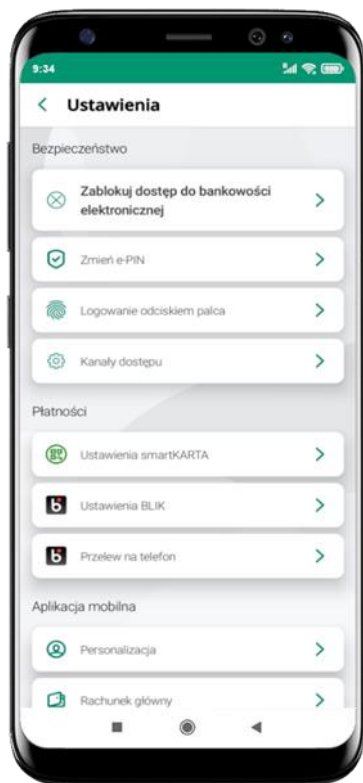 9:34
Ustawienia
Bezpieczeństwo
Zablokuj dostęp do bankowości
elektronicznej
Zmień e-PIN
Logowanie odciskiem palca
Kanały dostępu
Płatności
Ustawienia smartKARTA
Ustawienia BLIK
Przelew na telefon
Aplikacja mobilna
Personalizacja
Rachunek główny